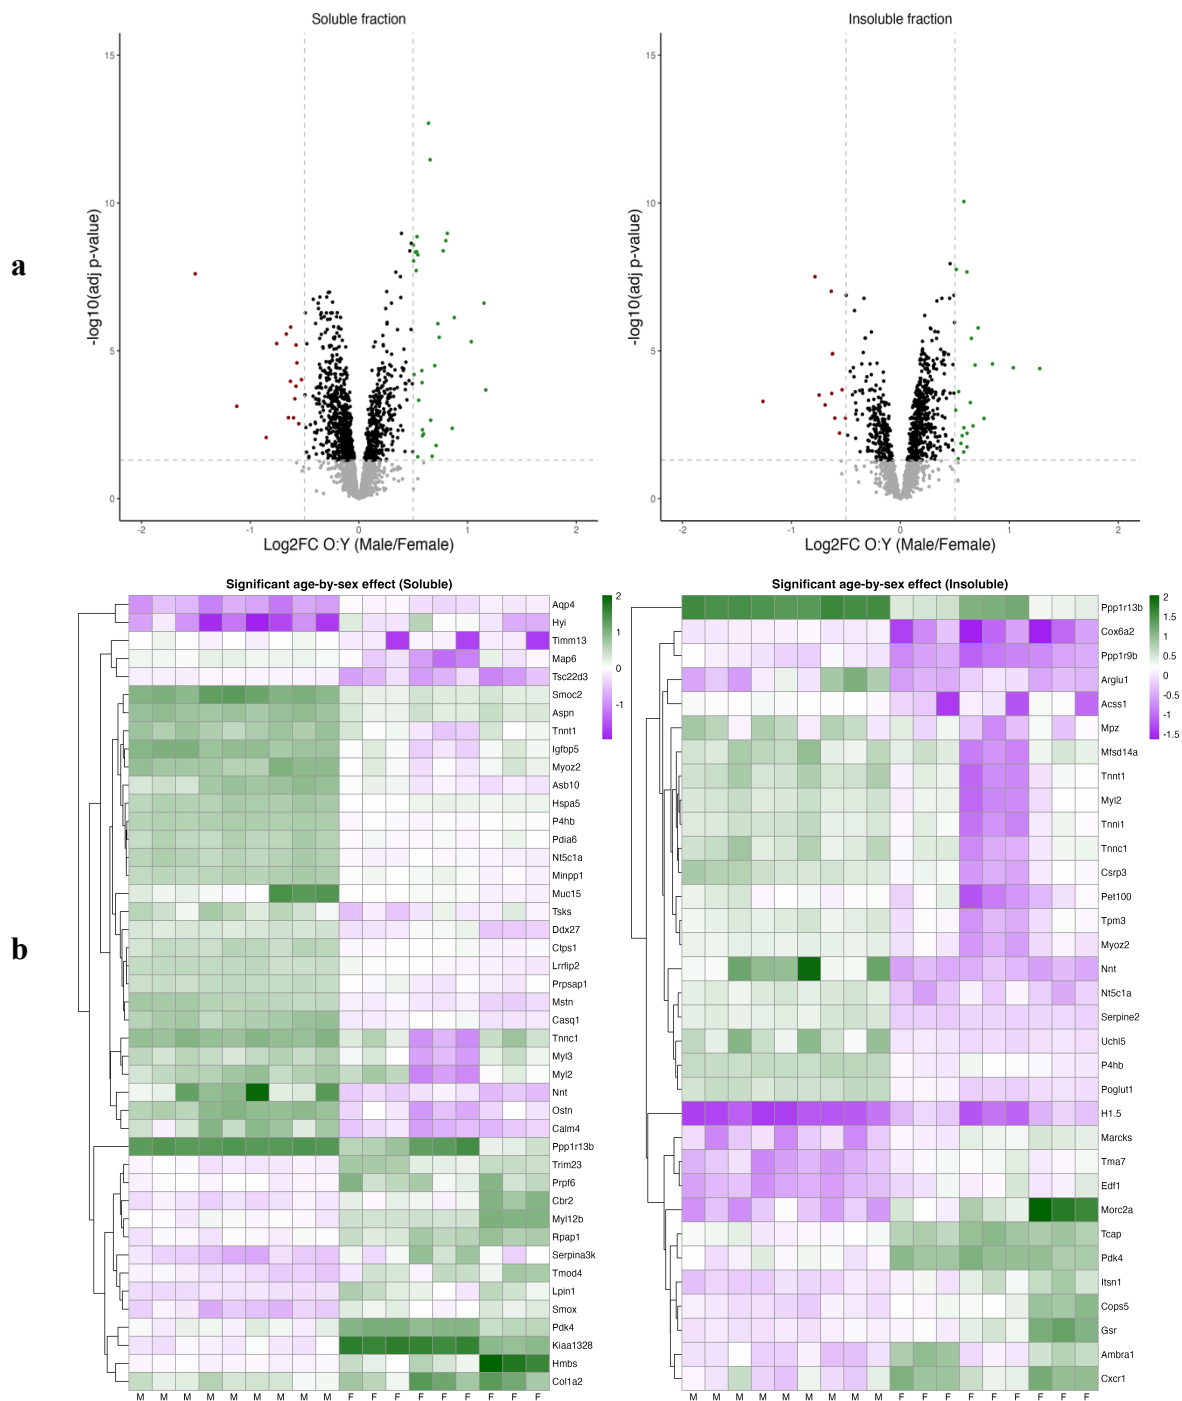 Soluble fraction
Insoluble fraction
a
-log10(adj p-value)
15
10
5
0
-2
-1
0
1
2
Log2FC O:Y (Male/Female)
-log10(adj p-value)
15
10
5
0
-2
-1
0
1
2
Log2FC O:Y (Male/Female)
b
Significant age-by-sex effect (Soluble)
Aqp4
Hyi
Timm13
Map6
Tsc22d3
Smoc2
Aspn
Tnnt1
Igfbp5
Myoz2
Asb10
Hspa5
P4hb
Pdia6
Nt5c1a
Minpp1
Muc15
Tsks
Ddx27
Ctps1
Lrrfip2
Prpsap1
Mstn
Casq1
Tnnc1
Myl3
Myl2
Nnt
Ostn
Calm4
Ppp1r13b
Trim23
Prpf6
Cbr2
Myl12b
Rpap1
Serpina3k
Tmod4
Lpin1
Smox
Pdk4
Kiaa1328
Hmbs
Col1a2
M M M M M M M M M F F F F F F F F F
2
1
0
-1
Significant age-by-sex effect (Insoluble)
Ppp1r13b
Cox6a2
Ppp1r9b
Arglu1
Acss1
Mpz
Mfsd14a
Tnnt1
Myl2
Tnni1
Tnnc1
Csrp3
Pet100
Tpm3
Myoz2
Nnt
Nt5c1a
Serpine2
Uchl5
P4hb
Poglut1
H1.5
Marcks
Tma7
Edf1
Morc2a
Tcap
Pdk4
Itsn1
Cops5
Gsr
Ambra1
Cxcr1
M M M M M M M M M F F F F F F F F F
2
1.5
1
0.5
0
-0.5
-1
-1.5